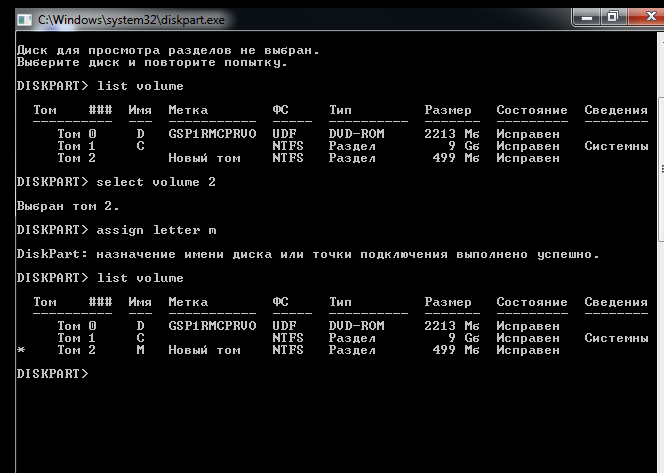 C:\Windows\system32\diskpart.exe
Диск для просмотра разделов не выбран.
Выберите диск и повторите попытку.
DISKPART> list volume
Том ### Имя Метка ФС Тип Размер Состояние Сведения
---------- --- ----------- ----- ---------- ------- --------- --------
Том 0 D GSP1RMCPRVO UDF DVD-ROM 2213 Мб Исправен
Том 1 C NTFS Раздел 9 Gб Исправен Системны
Том 2 Новый том NTFS Раздел 499 Мб Исправен
DISKPART> select volume 2
Выбран том 2.
DISKPART> assign letter m
DiskPart: назначение имени диска или точки подключения выполнено успешно.
DISKPART> list volume
Том ### Имя Метка ФС Тип Размер Состояние Сведения
---------- --- ----------- ----- ---------- ------- --------- --------
Том 0 D GSP1RMCPRVO UDF DVD-ROM 2213 Мб Исправен
Том 1 C NTFS Раздел 9 Gб Исправен Системны
* Том 2 M Новый том NTFS Раздел 499 Мб Исправен
DISKPART>